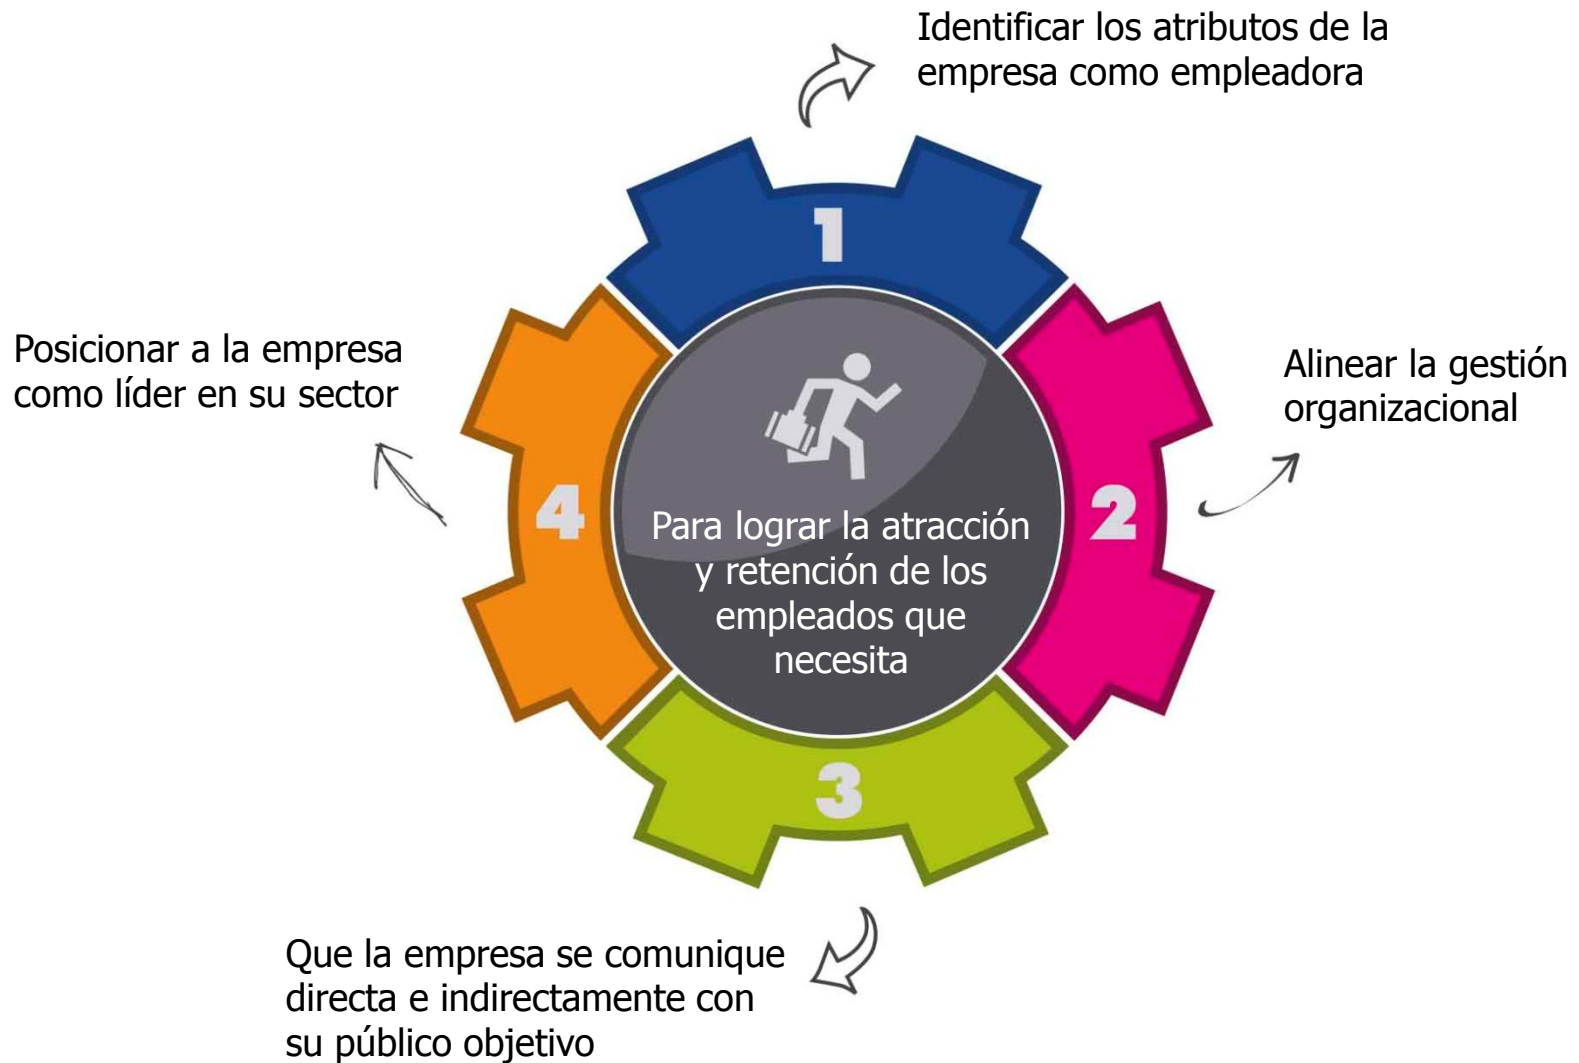 Identificar los atributos de la
empresa como empleadora
1
Posicionar a la empresa
como líder en su sector
Alinear la gestión
organizacional
4
2
Para lograr la atracción
y retención de los
empleados que
necesita
3
Que la empresa se comunique
directa e indirectamente con
su público objetivo